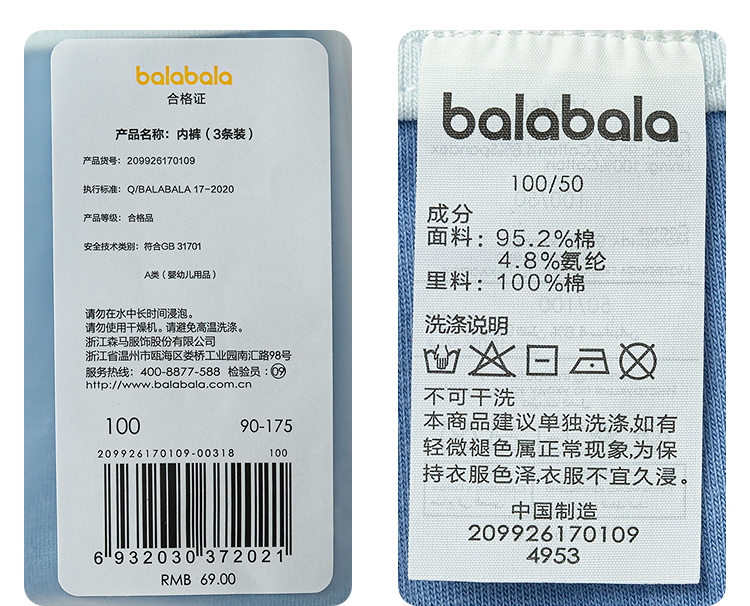 balabala
合格证
产品名称：内裤（3条装）
产品货号：209926170109
执行标准：Q/BALABALA 17-2020
产品等级：合格品
安全技术类别：符合GB 31701
A类（婴幼儿用品）
请勿在水中长时间浸泡。
请勿使用干燥机。请避免高温洗涤。
浙江森马服饰股份有限公司
浙江省温州市瓯海区娄桥工业园南汇路98号
服务热线：400-8877-588 检验员：09
http://www.balabala.com.cn
100 90-175
209926170109-00318 100
6 932030 372021
RMB 69.00
balabala
100/50
成分
面料：95.2%棉
4.8%氨纶
里料：100%棉
洗涤说明
不可干洗
本商品建议单独洗涤,如有
轻微褪色属正常现象,为保
持衣服色泽,衣服不宜久浸。
中国制造
209926170109
4953